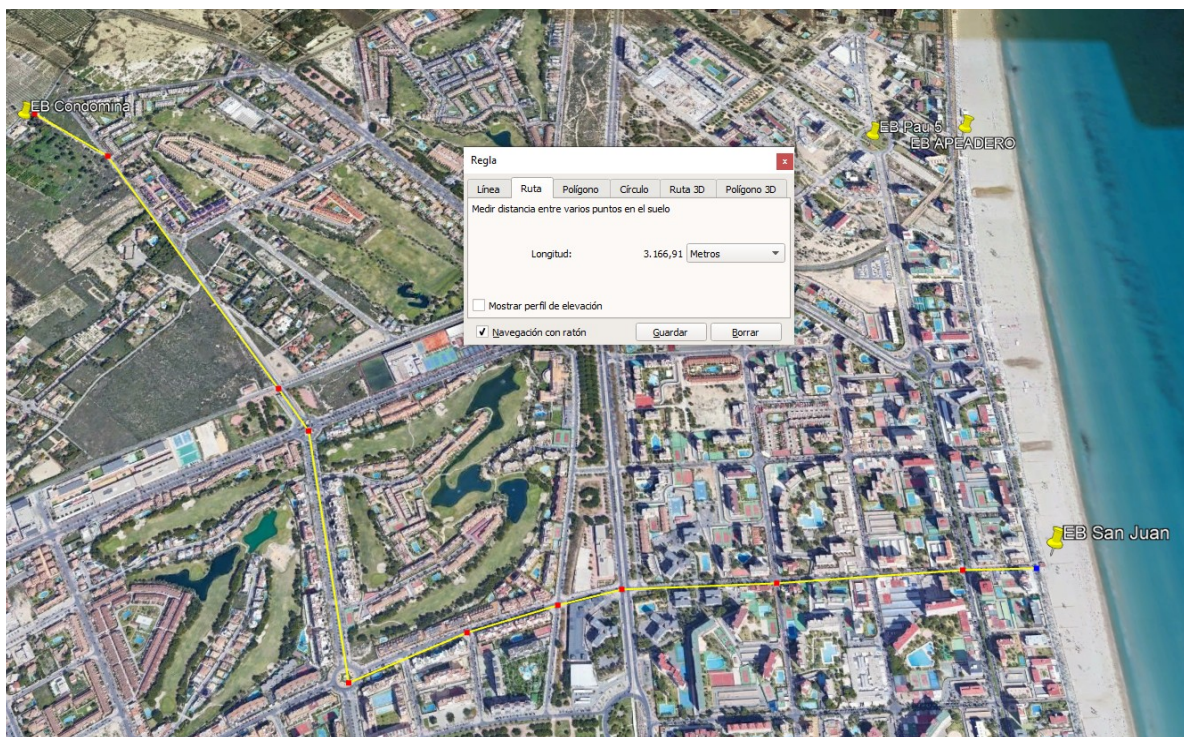 EB Condomina
EB Pau 5
EB APEADERO
Regla
x
Línea
Ruta
Polígono
Círculo
Ruta 3D
Polígono 3D
Medir distancia entre varios puntos en el suelo
Longitud:
3.166,91
Metros
Mostrar perfil de elevación
Navegación con ratón
Guardar
Borrar
EB San Juan